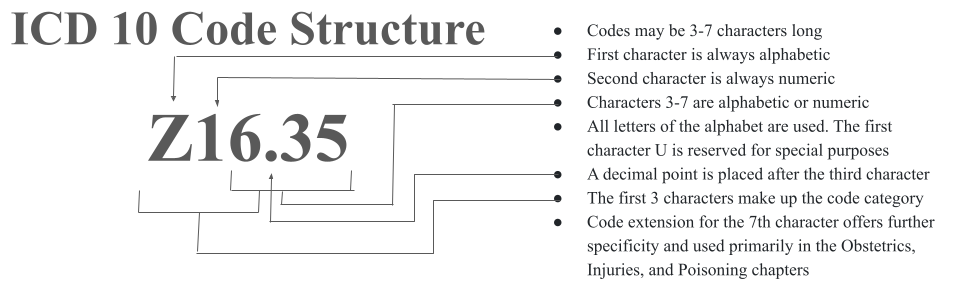 ICD 10 Code Structure
Z16.35
● Codes may be 3-7 characters long
● First character is always alphabetic
● Second character is always numeric
● Characters 3-7 are alphabetic or numeric
● All letters of the alphabet are used. The first
character U is reserved for special purposes
● A decimal point is placed after the third character
● The first 3 characters make up the code category
● Code extension for the 7th character offers further
specificity and used primarily in the Obstetrics,
Injuries, and Poisoning chapters